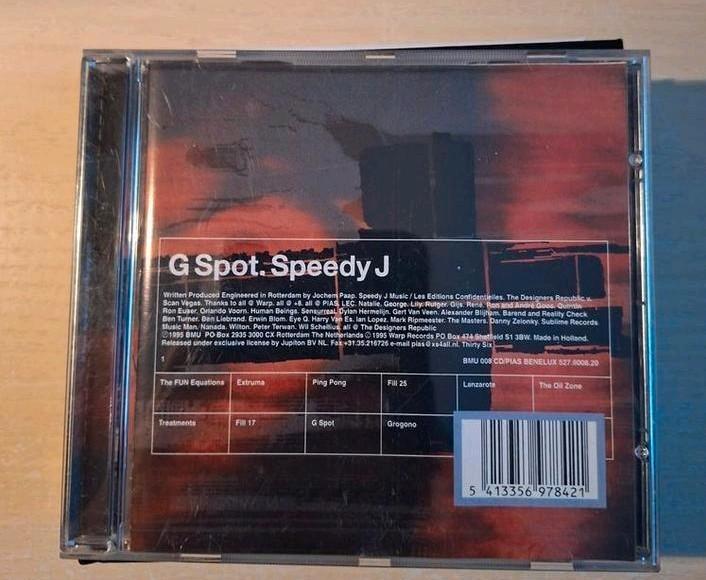 G Spot. Speedy J
Written Produced Engineered in Rotterdam by Jochem Paap. Speedy J Music / Les Editions Confidentielles. The Designers Republic v.
Scan Vegas. Thanks to all @ Warp. all @ +8. all @ PIAS, LEC. Natalie. George. Lily. Rutger. Gijs. René. Ron and André Goos. Quintin
Ron Euser. Orlando Voorn. Human Beings. Sensurreal. Dylan Hermelijn. Gert Van Veen. Alexander Blijham. Barend and Reality Check
Ben Turner. Ben Liebrand. Erwin Blom. Eye Q. Harry Van Es. Ian Lopez. Mark Ripmeester. The Masters. Danny Zelonky. Sublime Records
Music Man. Nanada. Wilton. Peter Terwan. Wil Schellius. all @ The Designers Republic
℗1995 BMU PO Box 2935 3000 CX Rotterdam The Netherlands ©1995 Warp Records PO Box 474 Sheffield S1 3BW. Made in Holland.
Released under exclusive license by Jupiton BV NL. Fax +31.35.216726 e-mail pias@xs4all.nl. Thirty Six
1 BMU 008 CD/PIAS BENELUX 527.0008.20
The FUN Equations Extruma Ping Pong Fill 25 Lanzarote The Oil Zone
Treatments Fill 17 G Spot Grogono
5 413356 978421